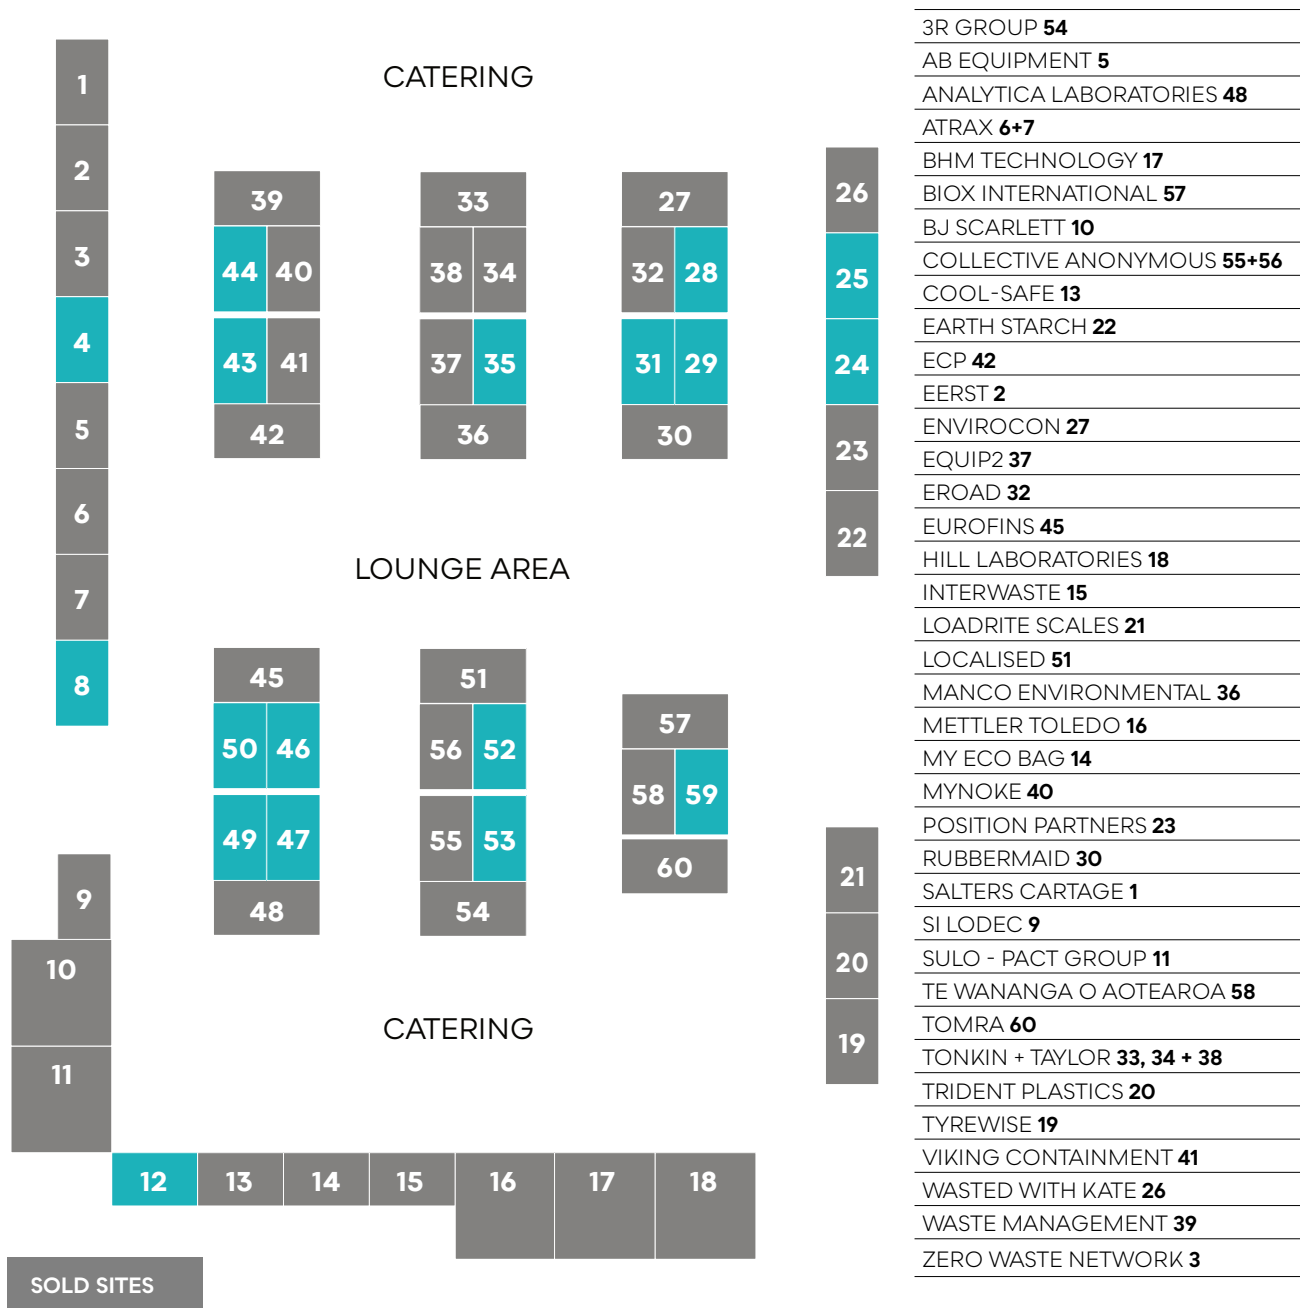 CATERING
1
2
3
4
5
6
7
8
39
44 40
43 41
42
33
38 34
37 35
36
27
32 28
31 29
30
26
25
24
23
22
LOUNGE AREA
45
50 46
49 47
48
51
56 52
55 53
54
57
58 59
60
9
10
11
21
20
19
CATERING
12 13 14 15 16 17 18
SOLD SITES
3R GROUP 54
AB EQUIPMENT 5
ANALYTICA LABORATORIES 48
ATRAX 6+7
BHM TECHNOLOGY 17
BIOX INTERNATIONAL 57
BJ SCARLETT 10
COLLECTIVE ANONYMOUS 55+56
COOL-SAFE 13
EARTH STARCH 22
ECP 42
EERST 2
ENVIROCON 27
EQUIP2 37
EROAD 32
EUROFINS 45
HILL LABORATORIES 18
INTERWASTE 15
LOADRITE SCALES 21
LOCALISED 51
MANCO ENVIRONMENTAL 36
METTLER TOLEDO 16
MY ECO BAG 14
MYNOKE 40
POSITION PARTNERS 23
RUBBERMAID 30
SALTERS CARTAGE 1
SI LODEC 9
SULO - PACT GROUP 11
TE WANANGA O AOTEAROA 58
TOMRA 60
TONKIN + TAYLOR 33, 34 + 38
TRIDENT PLASTICS 20
TYREWISE 19
VIKING CONTAINMENT 41
WASTED WITH KATE 26
WASTE MANAGEMENT 39
ZERO WASTE NETWORK 3